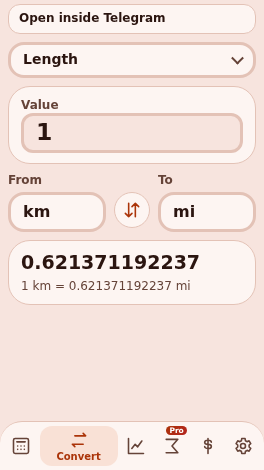 Open inside Telegram
Length
Value
1
From
To
km
mi
0.621371192237
1 km = 0.621371192237 mi
Pro
Convert